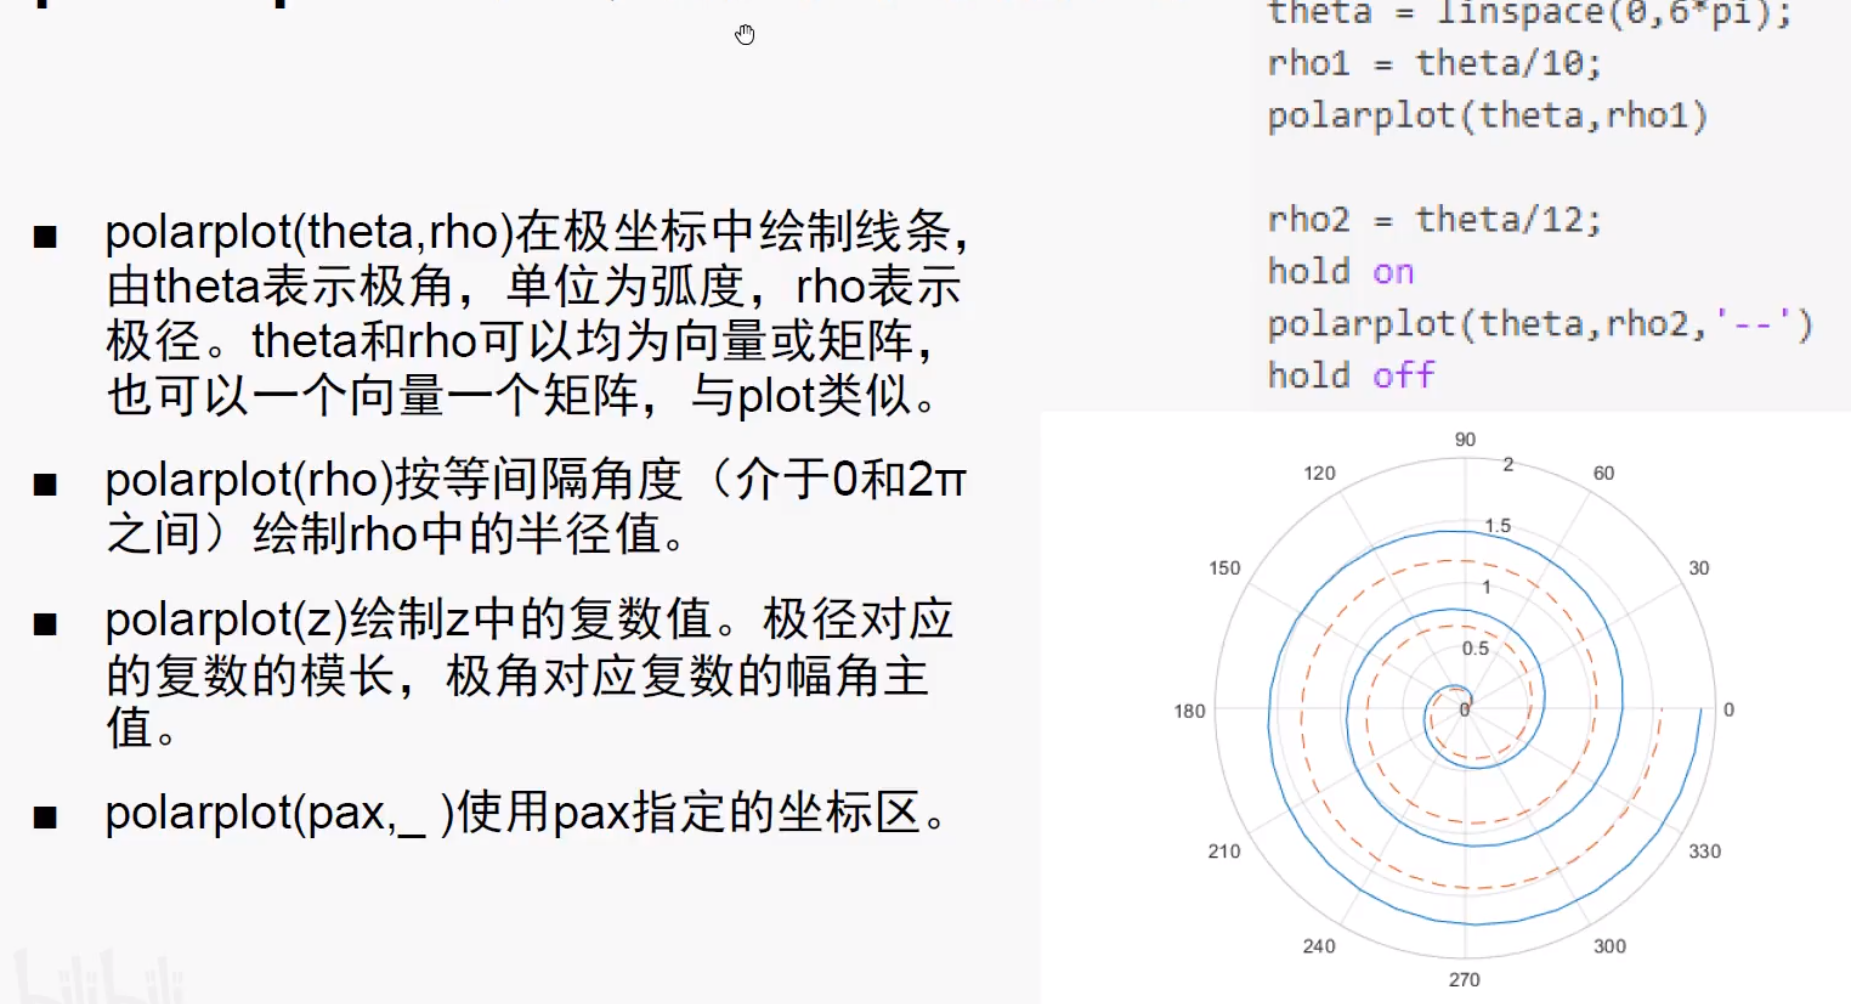 ■ polarplot(theta,rho)在极坐标中绘制线条，
由theta表示极角，单位为弧度，rho表示
极径。theta和rho可以均为向量或矩阵，
也可以一个向量一个矩阵，与plot类似。
■ polarplot(rho)按等间隔角度（介于0和2π
之间）绘制rho中的半径值。
■ polarplot(z)绘制z中的复数值。极径对应
的复数的模长，极角对应复数的幅角主
值。
■ polarplot(pax,_ )使用pax指定的坐标区。
theta = linspace(0,6*pi);
rho1 = theta/10;
polarplot(theta,rho1)
rho2 = theta/12;
hold on
polarplot(theta,rho2,'--')
hold off
90
120
2
60
1.5
150
1
30
0.5
180
0
0
210
330
240
300
270
bilibili